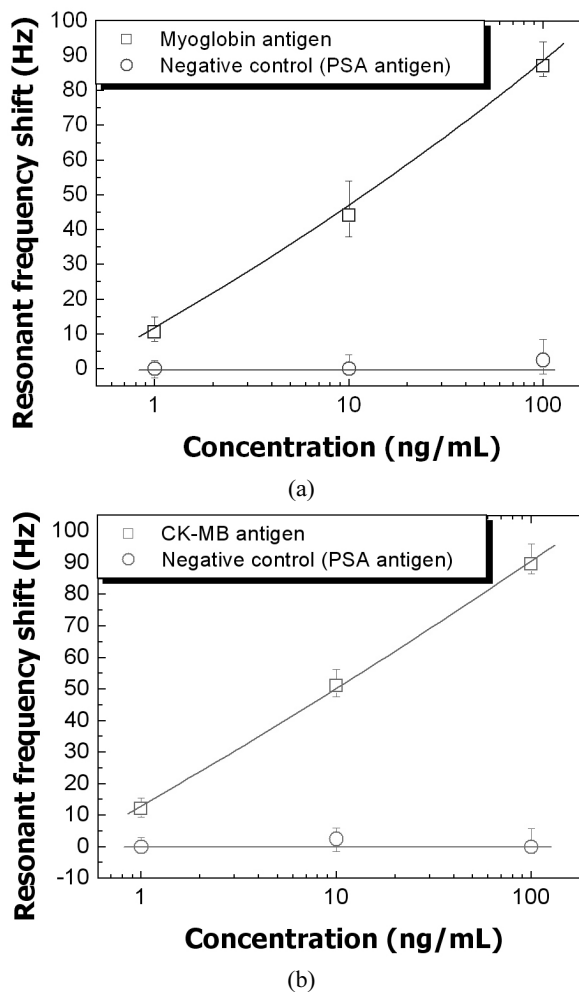 100
90
80
70
60
50
40
30
20
10
0
Resonant frequency shift (Hz)
Myoglobin antigen
Negative control (PSA antigen)
1 10 100
Concentration (ng/mL)
(a)
100
90
80
70
60
50
40
30
20
10
0
-10
Resonant frequency shift (Hz)
CK-MB antigen
Negative control (PSA antigen)
1 10 100
Concentration (ng/mL)
(b)